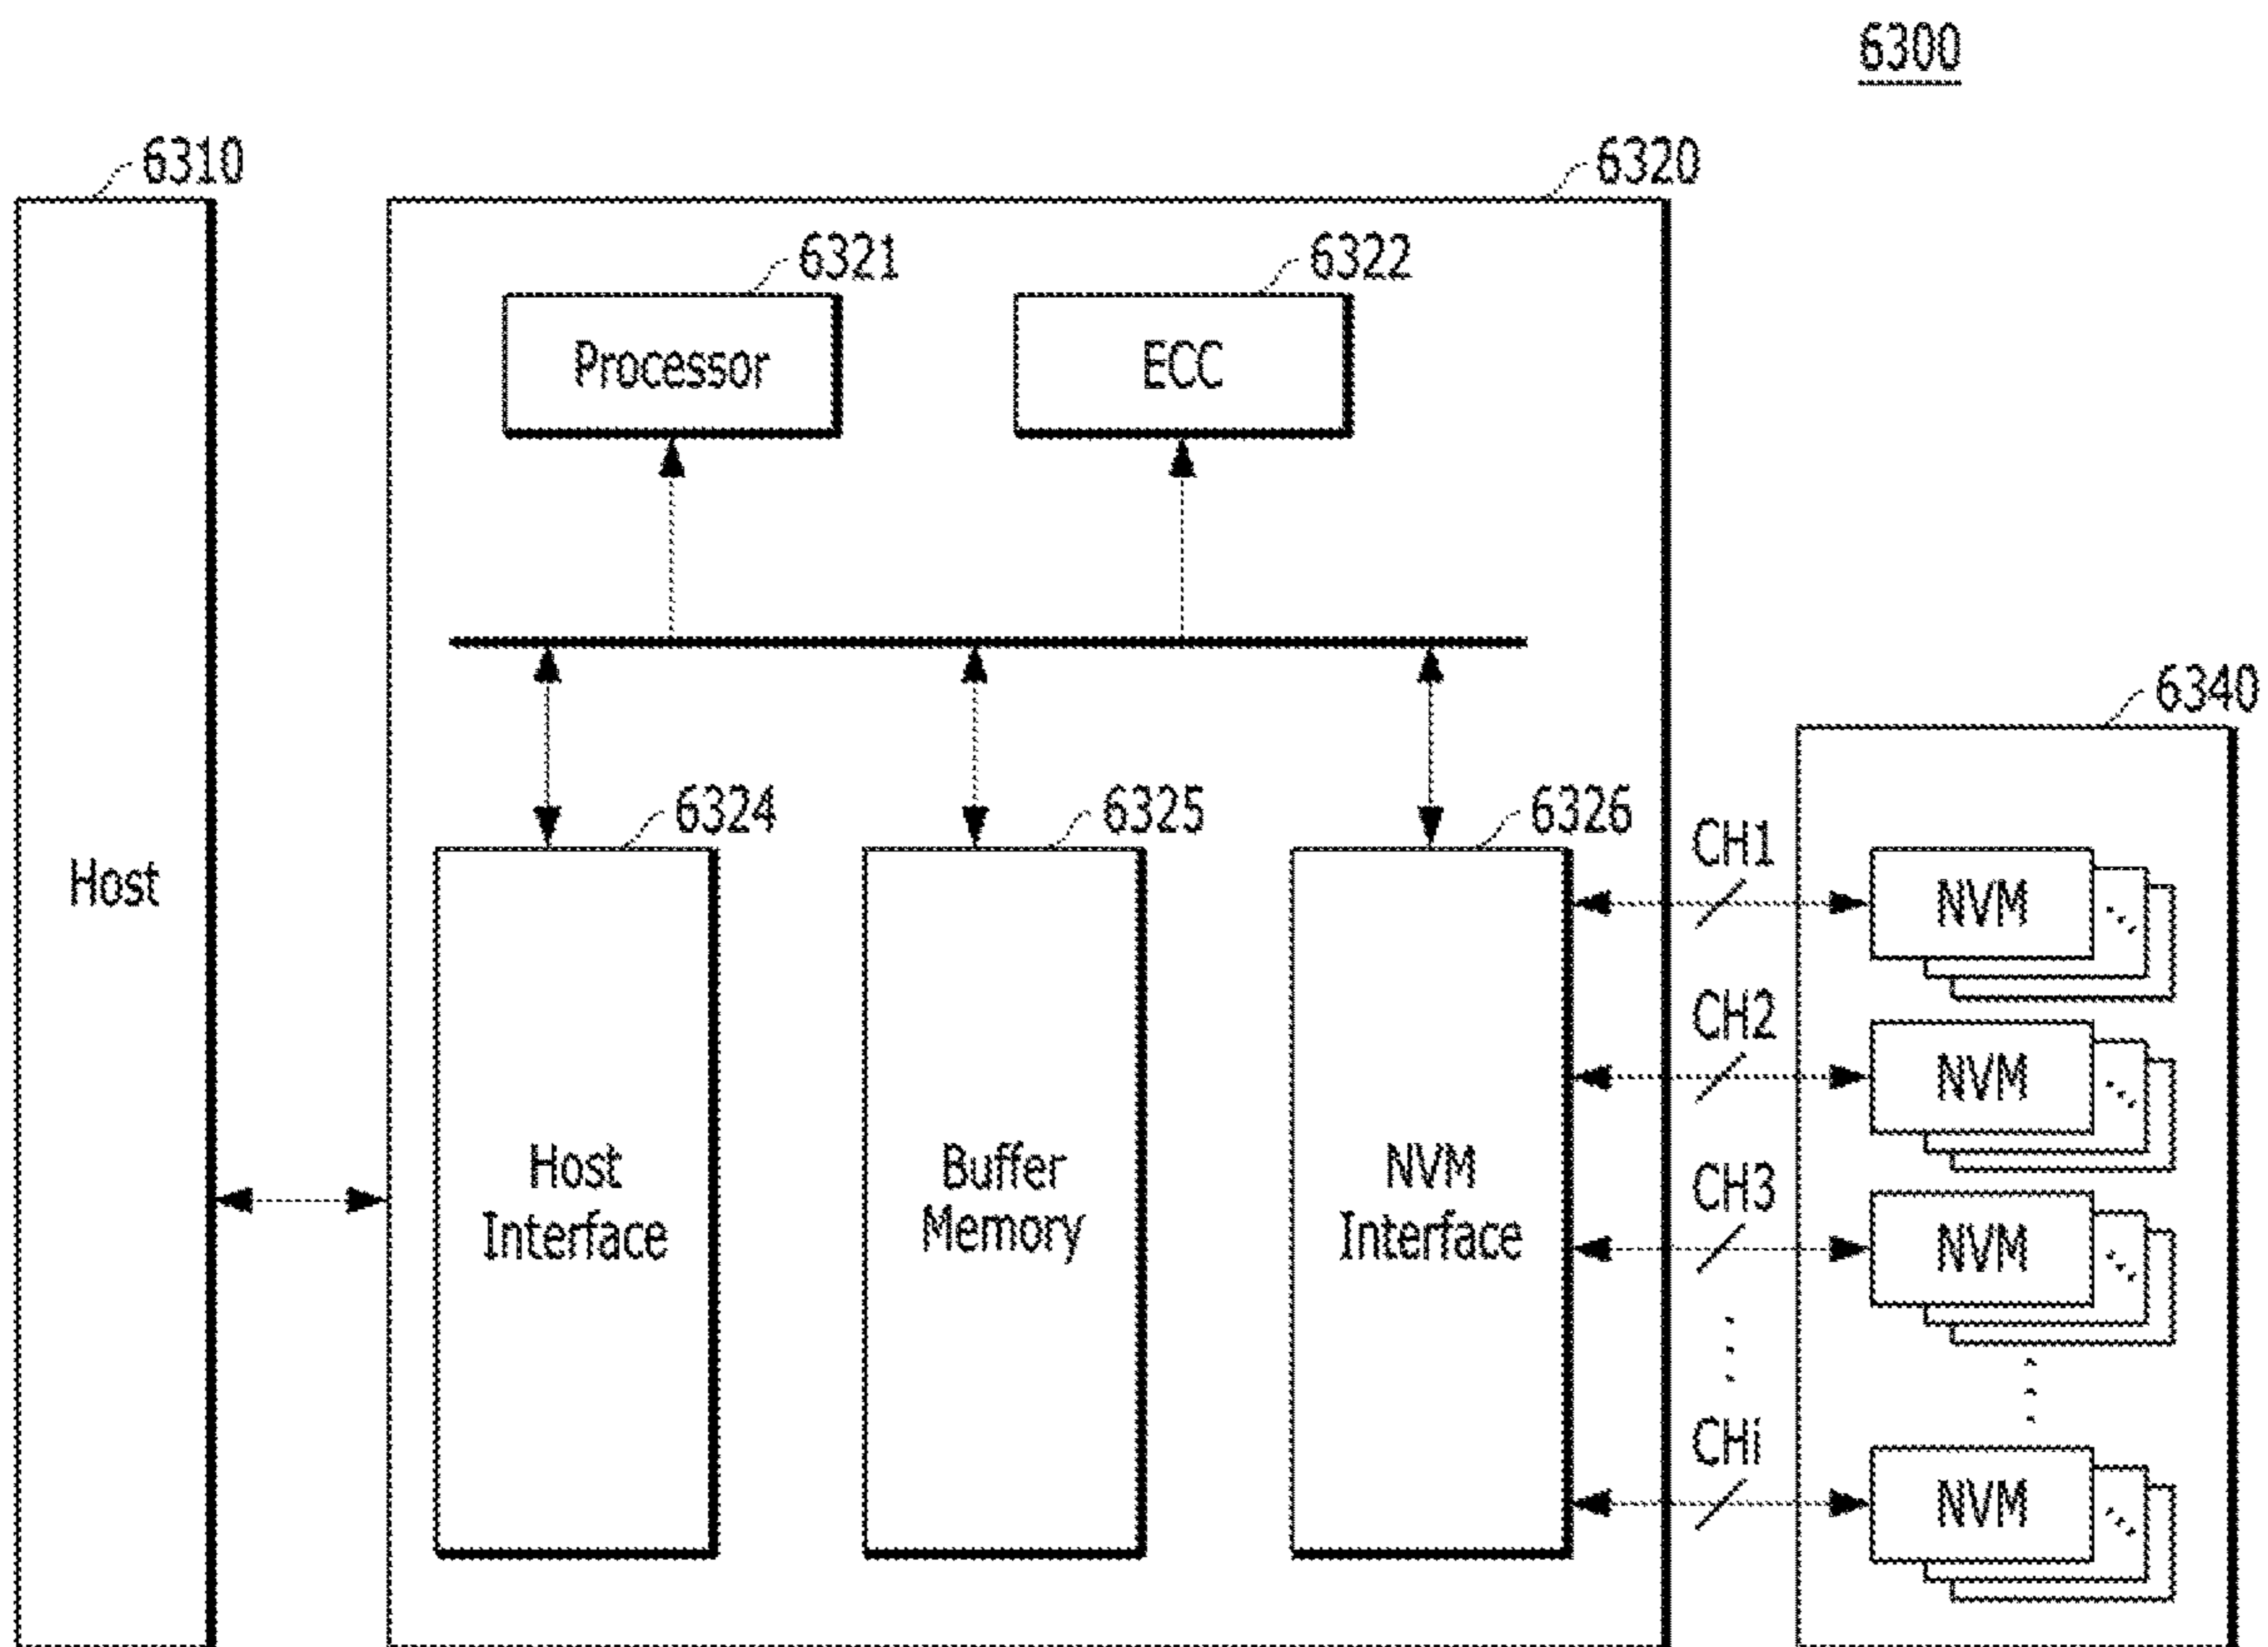 6300
6310
6320
6321
6322
Processor
ECC
6340
6324
6325
6326
CH1
Host
NVM
CH2
NVM
Host
Interface
Buffer
Memory
NVM
Interface
CH3
NVM
CHi
NVM